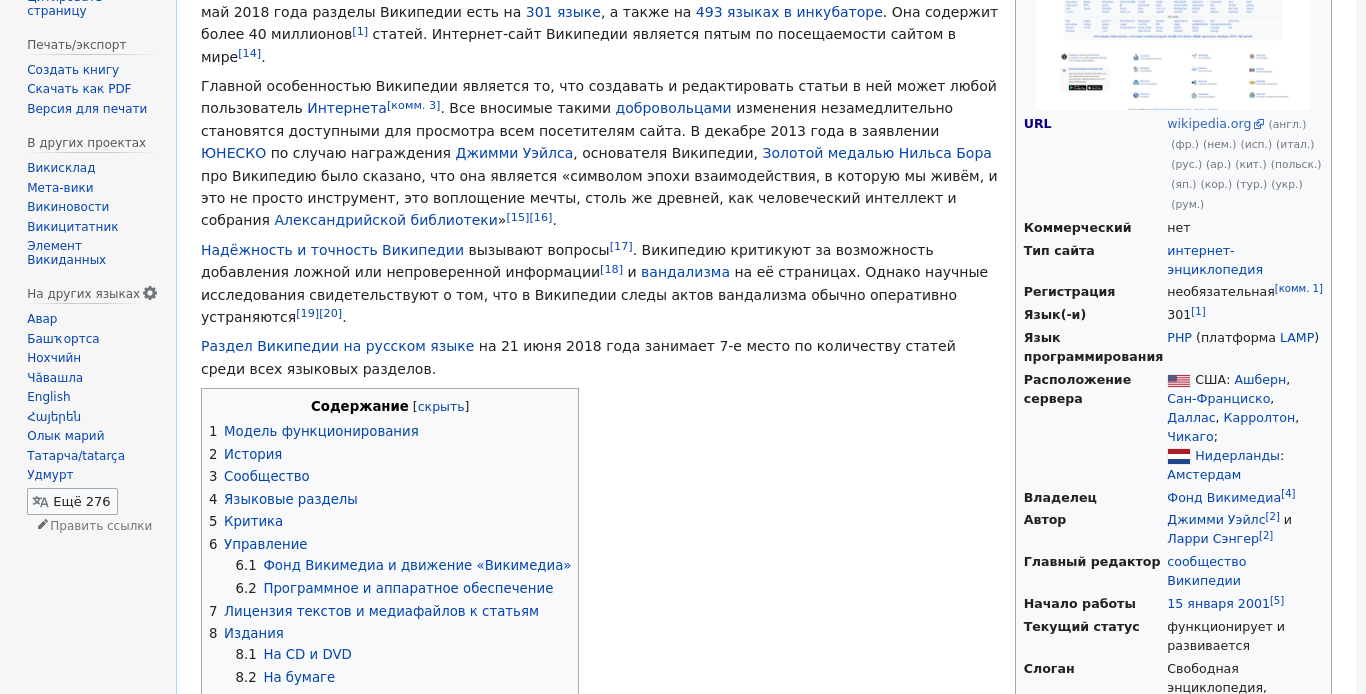 Цитировать
страницу
Печать/экспорт
Создать книгу
Скачать как PDF
Версия для печати
В других проектах
Викисклад
Мета-вики
Викиновости
Викицитатник
Элемент
Викиданных
На других языках
Авар
Башҡортса
Нохчийн
Чӑвашла
English
Հայերեն
Олык марий
Татарча/tatarça
Удмурт
Ещё 276
Править ссылки
май 2018 года разделы Википедии есть на 301 языке, а также на 493 языках в инкубаторе. Она содержит
более 40 миллионов[1] статей. Интернет-сайт Википедии является пятым по посещаемости сайтом в
мире[14].
Главной особенностью Википедии является то, что создавать и редактировать статьи в ней может любой
пользователь Интернета[комм. 3]. Все вносимые такими добровольцами изменения незамедлительно
становятся доступными для просмотра всем посетителям сайта. В декабре 2013 года в заявлении
ЮНЕСКО по случаю награждения Джимми Уэйлса, основателя Википедии, Золотой медалью Нильса Бора
про Википедию было сказано, что она является «символом эпохи взаимодействия, в которую мы живём, и
это не просто инструмент, это воплощение мечты, столь же древней, как человеческий интеллект и
собрания Александрийской библиотеки»[15][16].
Надёжность и точность Википедии вызывают вопросы[17]. Википедию критикуют за возможность
добавления ложной или непроверенной информации[18] и вандализма на её страницах. Однако научные
исследования свидетельствуют о том, что в Википедии следы актов вандализма обычно оперативно
устраняются[19][20].
Раздел Википедии на русском языке на 21 июня 2018 года занимает 7-е место по количеству статей
среди всех языковых разделов.
Содержание [скрыть]
1 Модель функционирования
2 История
3 Сообщество
4 Языковые разделы
5 Критика
6 Управление
6.1 Фонд Викимедиа и движение «Викимедиа»
6.2 Программное и аппаратное обеспечение
7 Лицензия текстов и медиафайлов к статьям
8 Издания
8.1 На CD и DVD
8.2 На бумаге
URL wikipedia.org (англ.)
(фр.) (нем.) (исп.) (итал.)
(рус.) (ар.) (кит.) (польск.)
(яп.) (кор.) (тур.) (укр.)
(рум.)
Коммерческий нет
Тип сайта интернет-
энциклопедия
Регистрация необязательная[комм. 1]
Язык(-и) 301[1]
Язык PHP (платформа LAMP)
программирования
Расположение США: Ашберн,
сервера Сан-Франциско,
Даллас, Карролтон,
Чикаго;
Нидерланды:
Амстердам
Владелец Фонд Викимедиа[4]
Автор Джимми Уэйлс[2] и
Ларри Сэнгер[2]
Главный редактор сообщество
Википедии
Начало работы 15 января 2001[5]
Текущий статус функционирует и
развивается
Слоган Свободная
энциклопедия,